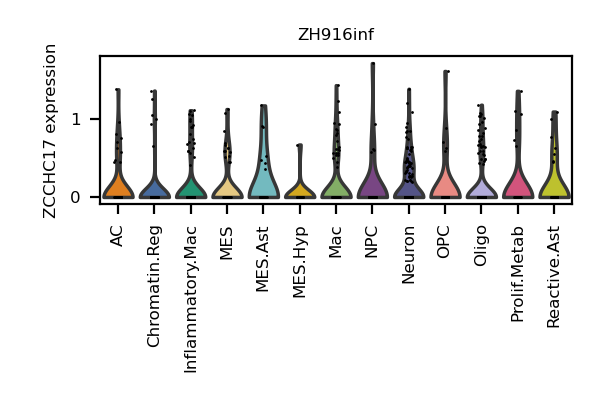 ZH916inf
ZCCHC17 expression
1
0
AC
Chromatin.Reg
Inflammatory.Mac
MES
MES.Ast
MES.Hyp
Mac
NPC
Neuron
OPC
Oligo
Prolif.Metab
Reactive.Ast